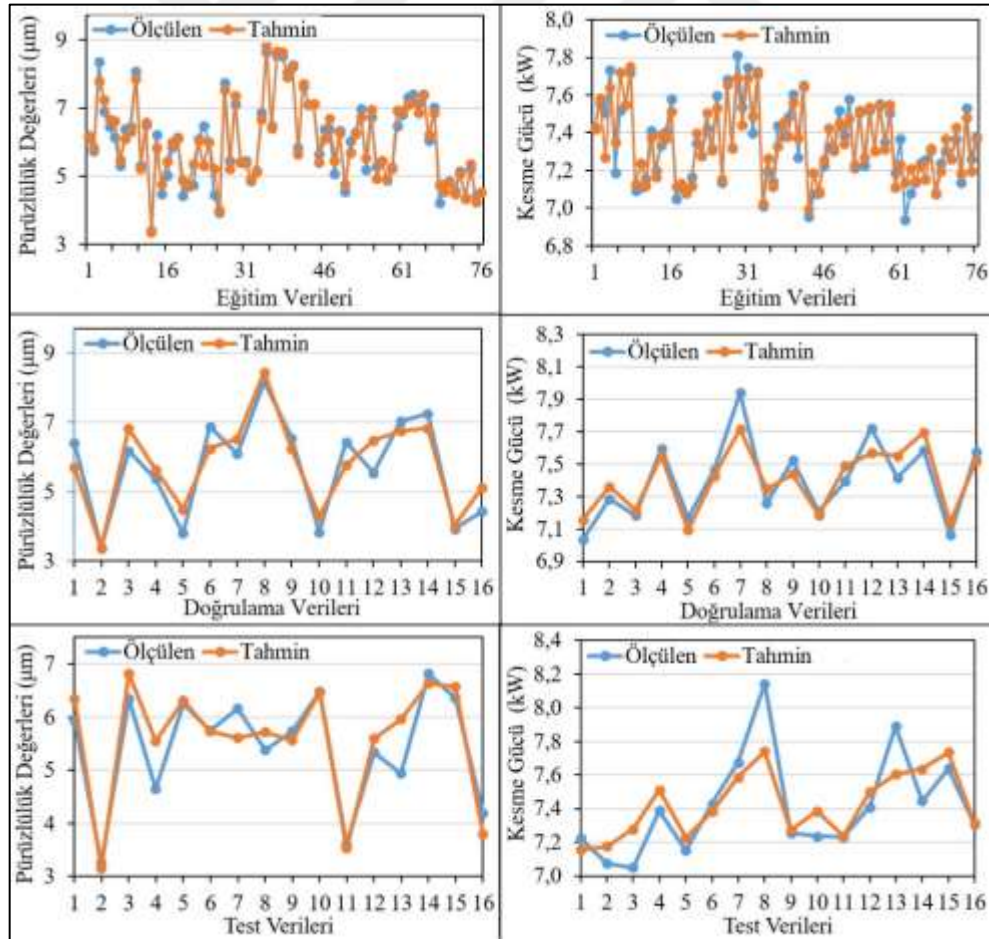 Pürüzlülük Değerleri (µm)
9
7
5
3
Ölçülen Tahmin
1 16 31 46 61 76
Eğitim Verileri
Kesme Gücü (kW)
8,0
7,8
7,6
7,4
7,2
7,0
6,8
Ölçülen Tahmin
1 16 31 46 61 76
Eğitim Verileri
Pürüzlülük Değerleri (µm)
9
7
5
3
Ölçülen Tahmin
1 2 3 4 5 6 7 8 9 10 11 12 13 14 15 16
Doğrulama Verileri
Kesme Gücü (kW)
8,3
8,1
7,9
7,7
7,5
7,3
7,1
6,9
Ölçülen Tahmin
1 2 3 4 5 6 7 8 9 10 11 12 13 14 15 16
Doğrulama Verileri
Pürüzlülük Değerleri (µm)
7
6
5
4
3
Ölçülen Tahmin
1 2 3 4 5 6 7 8 9 10 11 12 13 14 15 16
Test Verileri
Kesme Gücü (kW)
8,4
8,2
8,0
7,8
7,6
7,4
7,2
7,0
Ölçülen Tahmin
1 2 3 4 5 6 7 8 9 10 11 12 13 14 15 16
Test Verileri